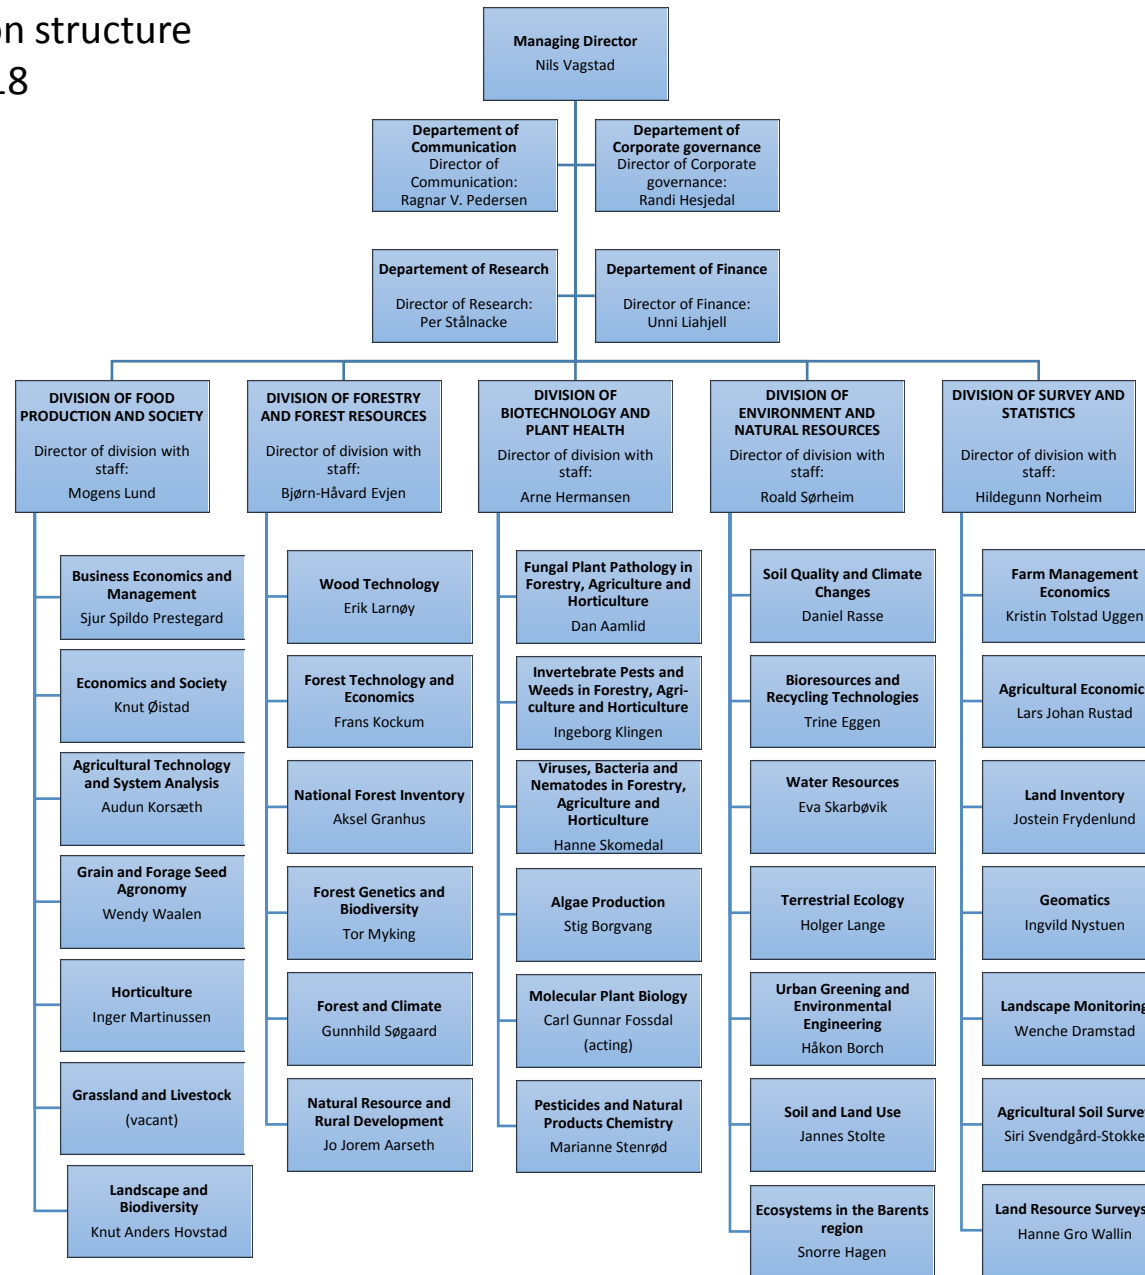 on structure
18
Managing Director
Nils Vagstad
Departement of
Communication
Director of
Communication:
Ragnar V. Pedersen
Departement of
Corporate governance
Director of Corporate
governance:
Randi Hesjedal
Departement of Research
Director of Research:
Per Stålnacke
Departement of Finance
Director of Finance:
Unni Liahjell
DIVISION OF FOOD
PRODUCTION AND SOCIETY
Director of division with
staff:
Mogens Lund
DIVISION OF FORESTRY
AND FOREST RESOURCES
Director of division with
staff:
Bjørn-Håvard Evjen
DIVISION OF
BIOTECHNOLOGY AND
PLANT HEALTH
Director of division with
staff:
Arne Hermansen
DIVISION OF
ENVIRONMENT AND
NATURAL RESOURCES
Director of division with
staff:
Roald Sørheim
DIVISION OF SURVEY AND
STATISTICS
Director of division with
staff:
Hildegunn Norheim
Business Economics and
Management
Sjur Spildo Prestegard
Economics and Society
Knut Øistad
Agricultural Technology
and System Analysis
Audun Korsæth
Grain and Forage Seed
Agronomy
Wendy Waalen
Horticulture
Inger Martinussen
Grassland and Livestock
(vacant)
Landscape and
Biodiversity
Knut Anders Hovstad
Wood Technology
Erik Larnøy
Forest Technology and
Economics
Frans Kockum
National Forest Inventory
Aksel Granhus
Forest Genetics and
Biodiversity
Tor Myking
Forest and Climate
Gunnhild Søgaard
Natural Resource and
Rural Development
Jo Jorem Aarseth
Fungal Plant Pathology in
Forestry, Agriculture and
Horticulture
Dan Aamlid
Invertebrate Pests and
Weeds in Forestry, Agri-
culture and Horticulture
Ingeborg Klingen
Viruses, Bacteria and
Nematodes in Forestry,
Agriculture and
Horticulture
Hanne Skomedal
Algae Production
Stig Borgvang
Molecular Plant Biology
Carl Gunnar Fossdal
(acting)
Pesticides and Natural
Products Chemistry
Marianne Stenrød
Soil Quality and Climate
Changes
Daniel Rasse
Bioresources and
Recycling Technologies
Trine Eggen
Water Resources
Eva Skarbøvik
Terrestrial Ecology
Holger Lange
Urban Greening and
Environmental
Engineering
Håkon Borch
Soil and Land Use
Jannes Stolte
Ecosystems in the Barents
region
Snorre Hagen
Farm Management
Economics
Kristin Tolstad Uggen
Agricultural Economic
Lars Johan Rustad
Land Inventory
Jostein Frydenlund
Geomatics
Ingvild Nystuen
Landscape Monitoring
Wenche Dramstad
Agricultural Soil Surve
Siri Svendgård-Stokke
Land Resource Surveys
Hanne Gro Wallin